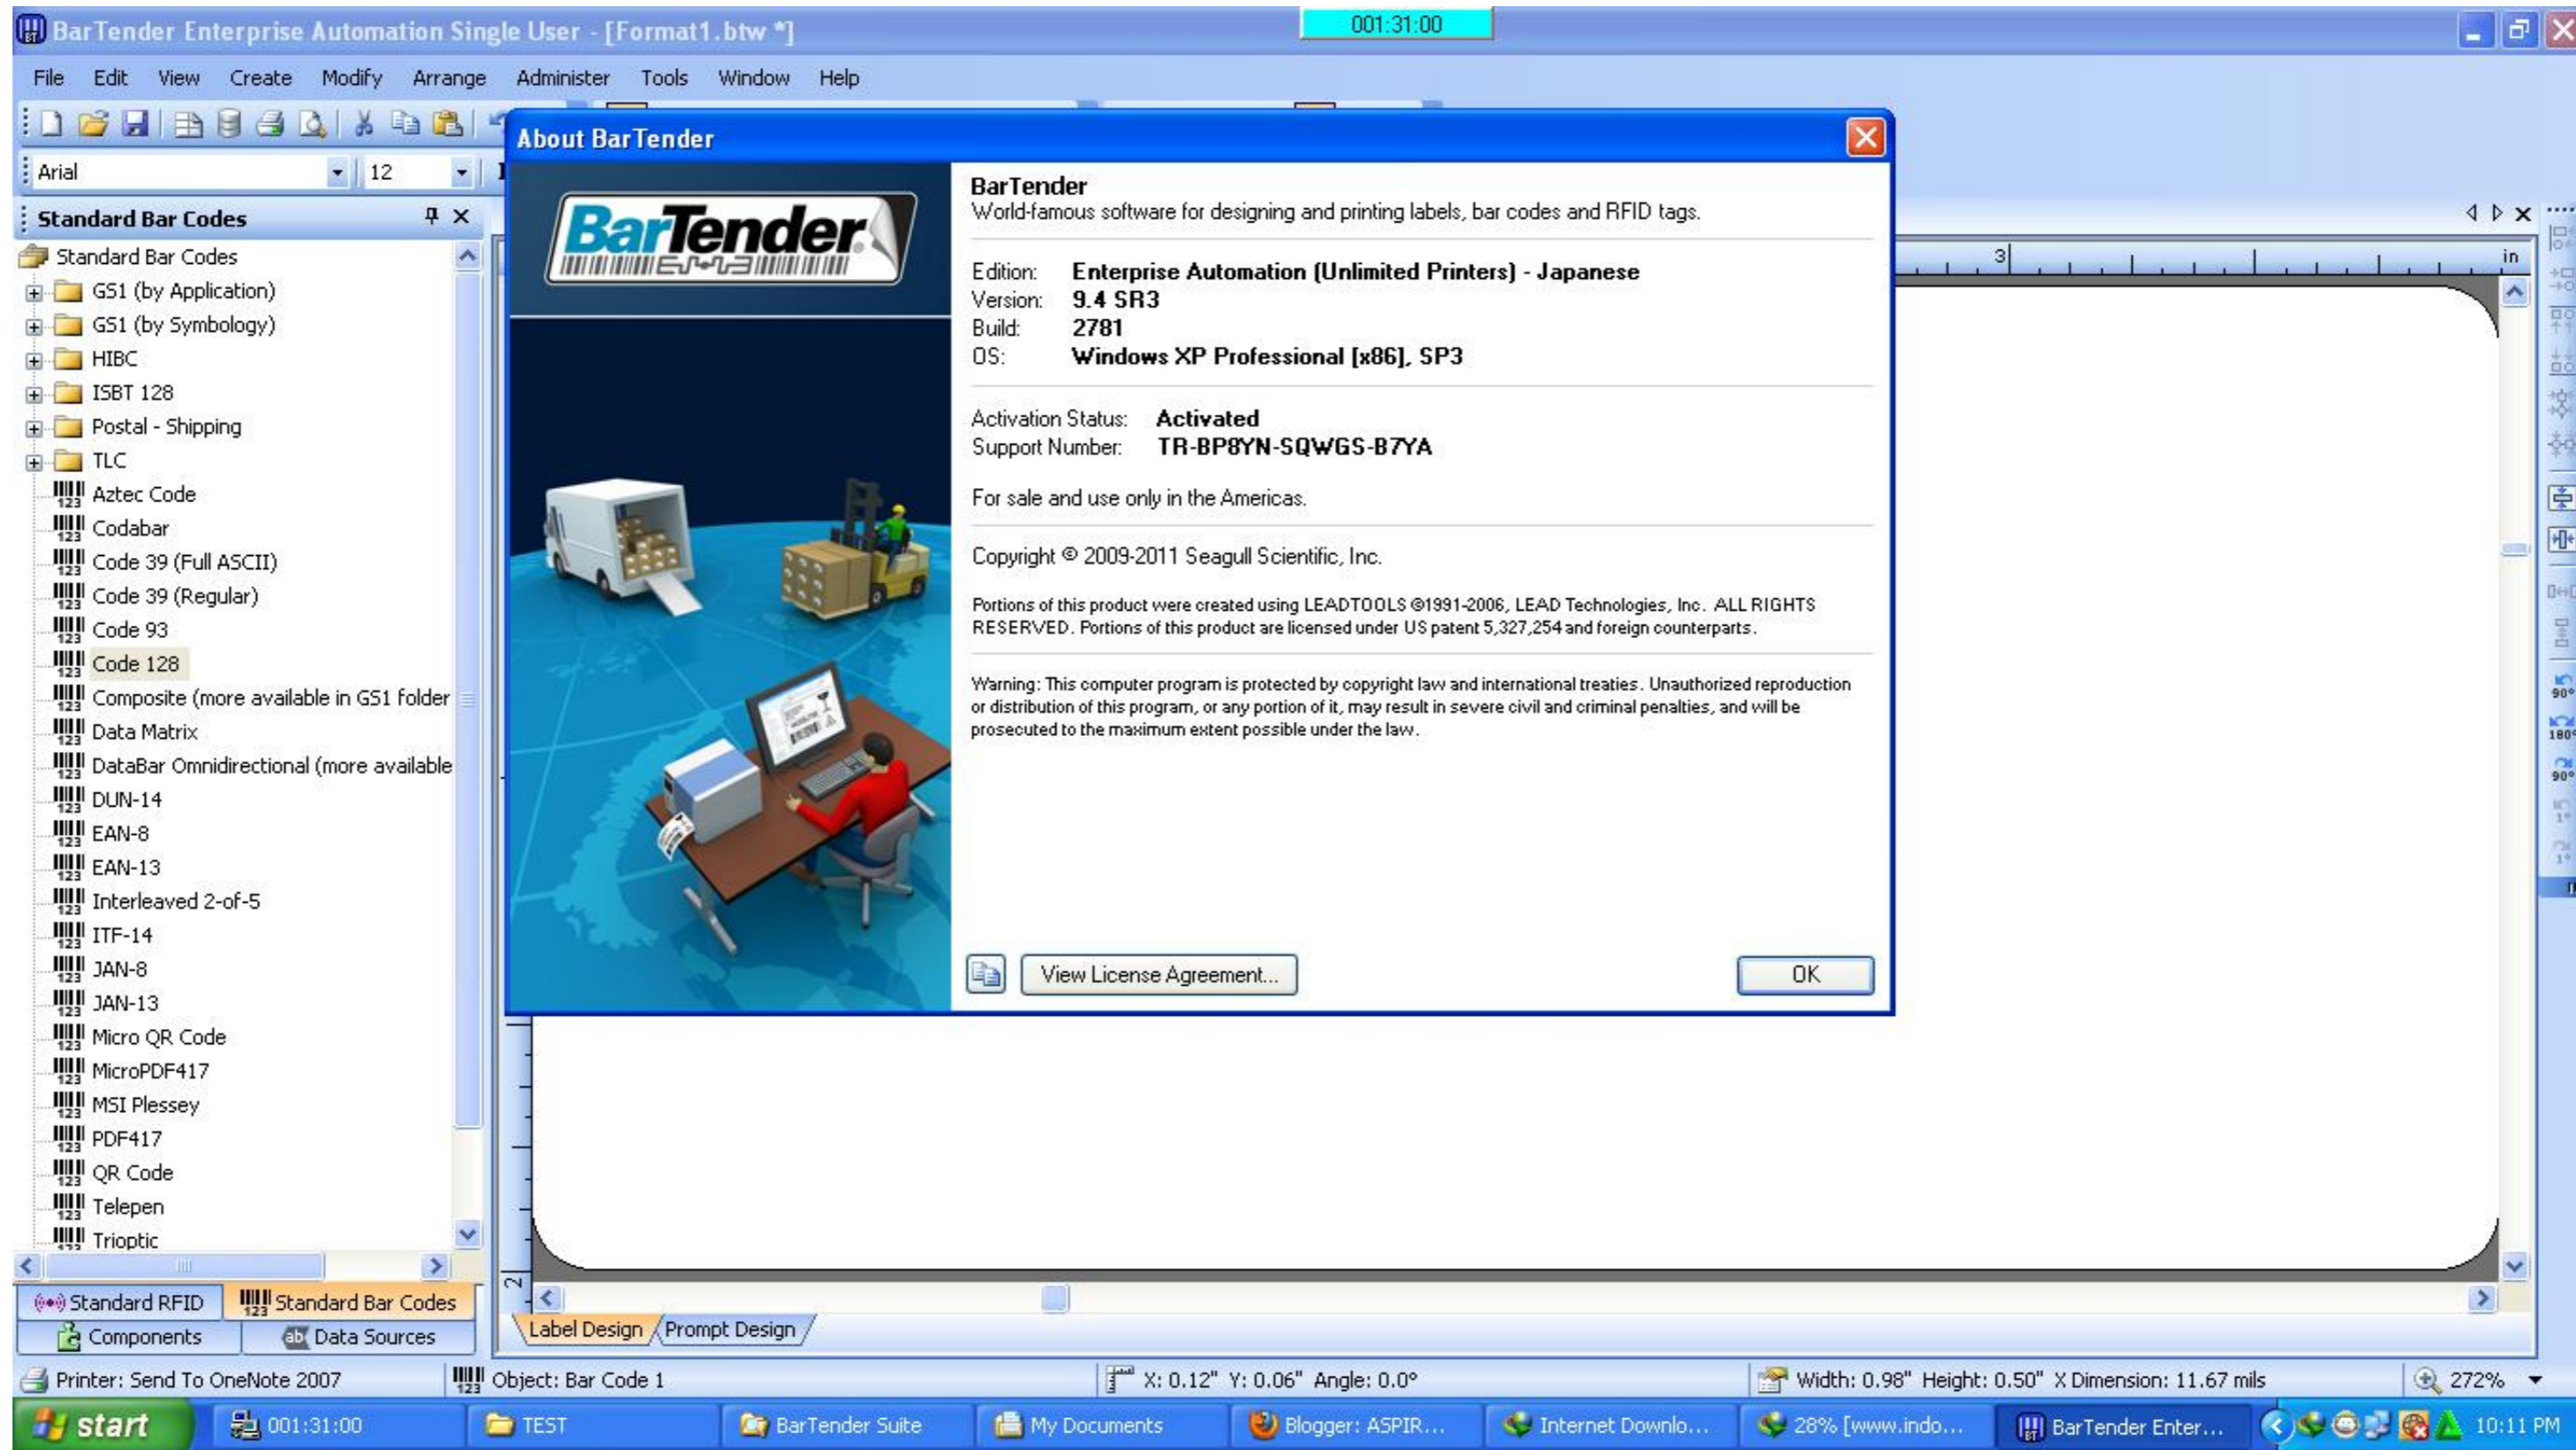 BarTender Enterprise Automation Single User - [Format1.btw *]
001:31:00
File Edit View Create Modify Arrange Administer Tools Window Help
Arial 12
Standard Bar Codes
Standard Bar Codes
GS1 (by Application)
GS1 (by Symbology)
HIBC
ISBT 128
Postal - Shipping
TLC
Aztec Code
Codabar
Code 39 (Full ASCII)
Code 39 (Regular)
Code 93
Code 128
Composite (more available in GS1 folder
Data Matrix
DataBar Omnidirectional (more available
DUN-14
EAN-8
EAN-13
Interleaved 2-of-5
ITF-14
JAN-8
JAN-13
Micro QR Code
MicroPDF417
MSI Plessey
PDF417
QR Code
Telepen
Trioptic
Standard RFID Standard Bar Codes
Components Data Sources
About BarTender
BarTender
BarTender
World-famous software for designing and printing labels, bar codes and RFID tags.
Edition: Enterprise Automation (Unlimited Printers) - Japanese
Version: 9.4 SR3
Build: 2781
OS: Windows XP Professional [x86], SP3
Activation Status: Activated
Support Number: TR-BP8YN-SQWGS-B7YA
For sale and use only in the Americas.
Copyright © 2009-2011 Seagull Scientific, Inc.
Portions of this product were created using LEADTOOLS ©1991-2006, LEAD Technologies, Inc. ALL RIGHTS
RESERVED. Portions of this product are licensed under US patent 5,327,254 and foreign counterparts.
Warning: This computer program is protected by copyright law and international treaties. Unauthorized reproduction
or distribution of this program, or any portion of it, may result in severe civil and criminal penalties, and will be
prosecuted to the maximum extent possible under the law.
View License Agreement... OK
3 in
90°
180°
90°
1°
1°
2
Label Design Prompt Design
Printer: Send To OneNote 2007 Object: Bar Code 1 X: 0.12" Y: 0.06" Angle: 0.0° Width: 0.98" Height: 0.50" X Dimension: 11.67 mils 272%
start 001:31:00 TEST BarTender Suite My Documents Blogger: ASPIR... Internet Downlo... 28% [www.indo... BarTender Enter... 10:11 PM